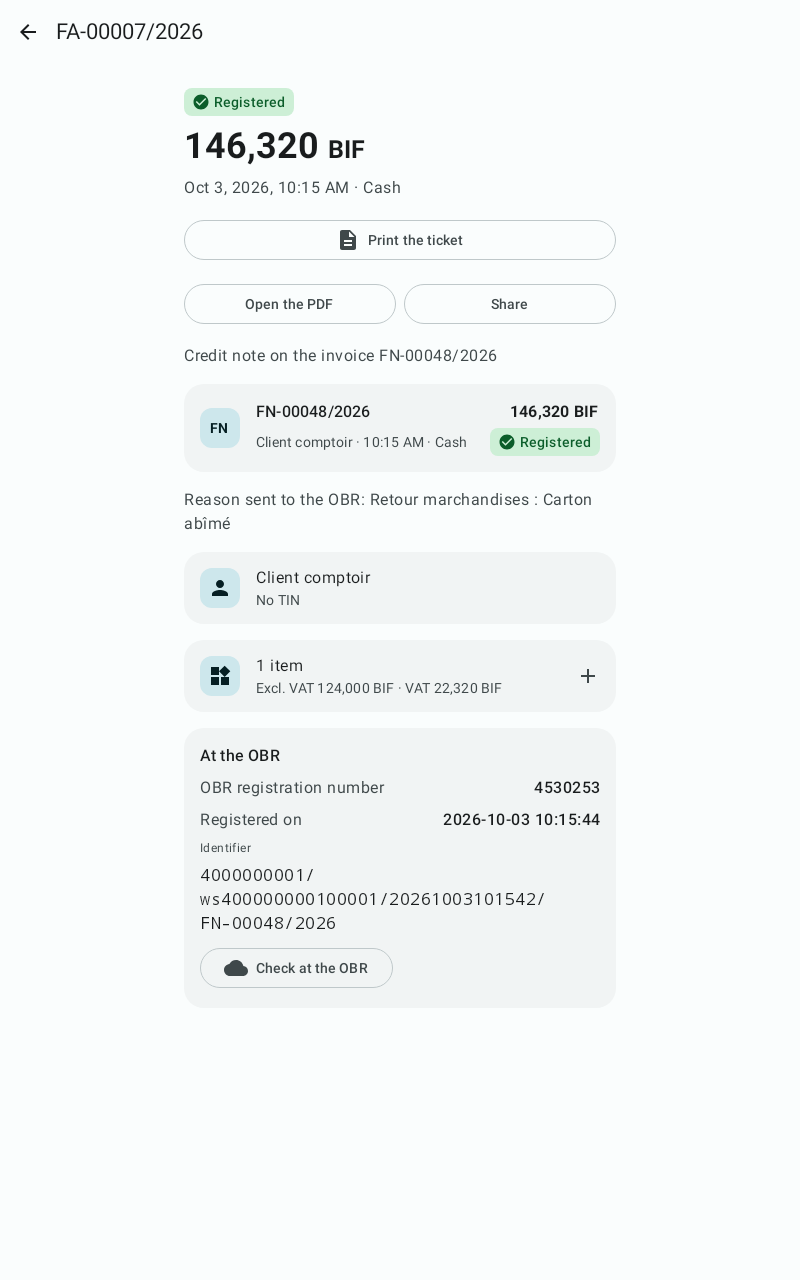 FA-00007/2026
Registered
146,320 BIF
Oct 3, 2026, 10:15 AM · Cash
Print the ticket
Open the PDF
Share
Credit note on the invoice FN-00048/2026
FN
FN-00048/2026
146,320 BIF
Client comptoir · 10:15 AM · Cash
Registered
Reason sent to the OBR: Retour marchandises : Carton
abîmé
Client comptoir
No TIN
1 item
Excl. VAT 124,000 BIF · VAT 22,320 BIF
At the OBR
OBR registration number
4530253
Registered on
2026-10-03 10:15:44
Identifier
4000000001/
ws400000000100001/20261003101542/
FN-00048/2026
Check at the OBR